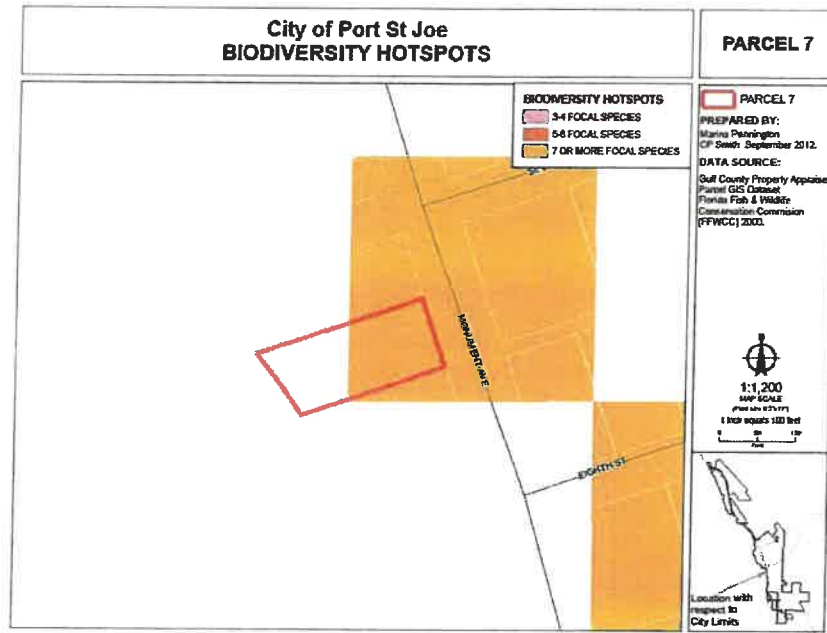 City of Port St Joe
BIODIVERSITY HOTSPOTS
PARCEL 7
BIODIVERSITY HOTSPOTS
3-4 FOCAL SPECIES
5-6 FOCAL SPECIES
7 OR MORE FOCAL SPECIES
MONUMENT AVE
EIGHTH ST
PARCEL 7
PREPARED BY:
Marina Pennington
CP Smith September 2012.
DATA SOURCE:
Gulf County Property Appraiser
Parcel GIS Dataset
Florida Fish & Wildlife
Conservation Commision
(FFWCC) 2000.
1:1,200
MAP SCALE
1 inch equals 100 feet
Location with
respect to
City Limits